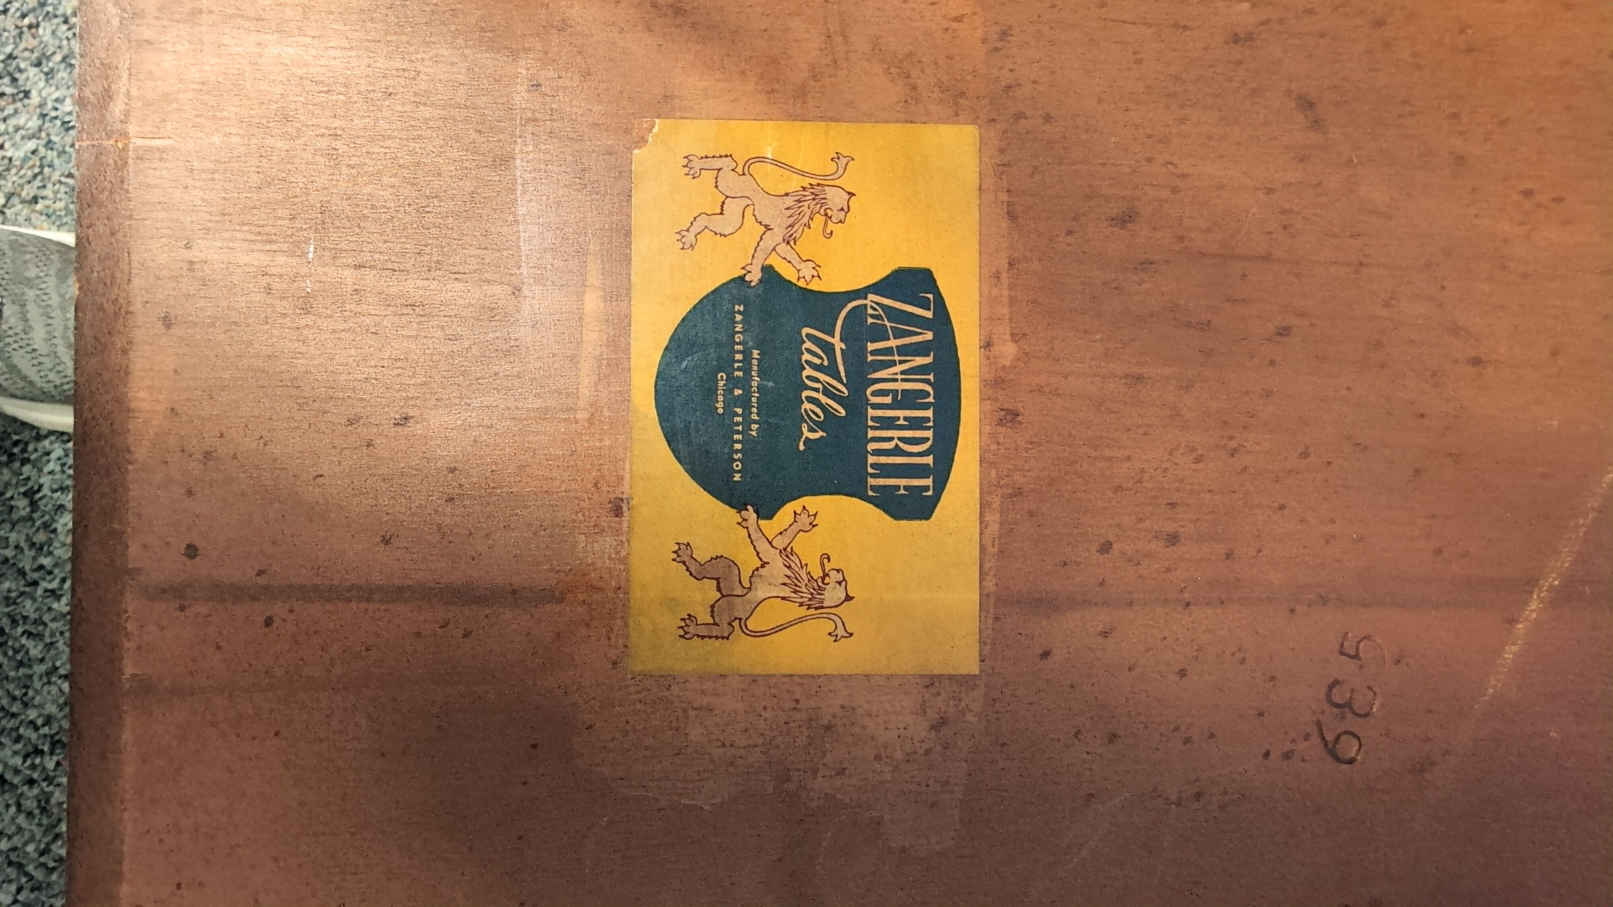 ZANGERLE
tables
Manufactured by
ZANGERLE & PETERSON
Chicago
539